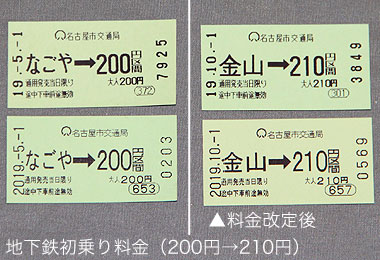 名古屋市交通局
19.-5.-1
なごや→200円区間
7925
通用発売当日限り
大人200円
途中下車前途無効
372
名古屋市交通局
19.10.-1
金山→210円区間
3849
通用発売当日限り
大人210円
途中下車前途無効
301
名古屋市交通局
2019.-5.-1
なごや→200円区間
0203
通用発売当日限り
大人200円
途中下車前途無効
653
名古屋市交通局
2019.10.-1
金山→210円区間
0569
通用発売当日限り
大人210円
途中下車前途無効
657
▲料金改定後
地下鉄初乗り料金（200円→210円）